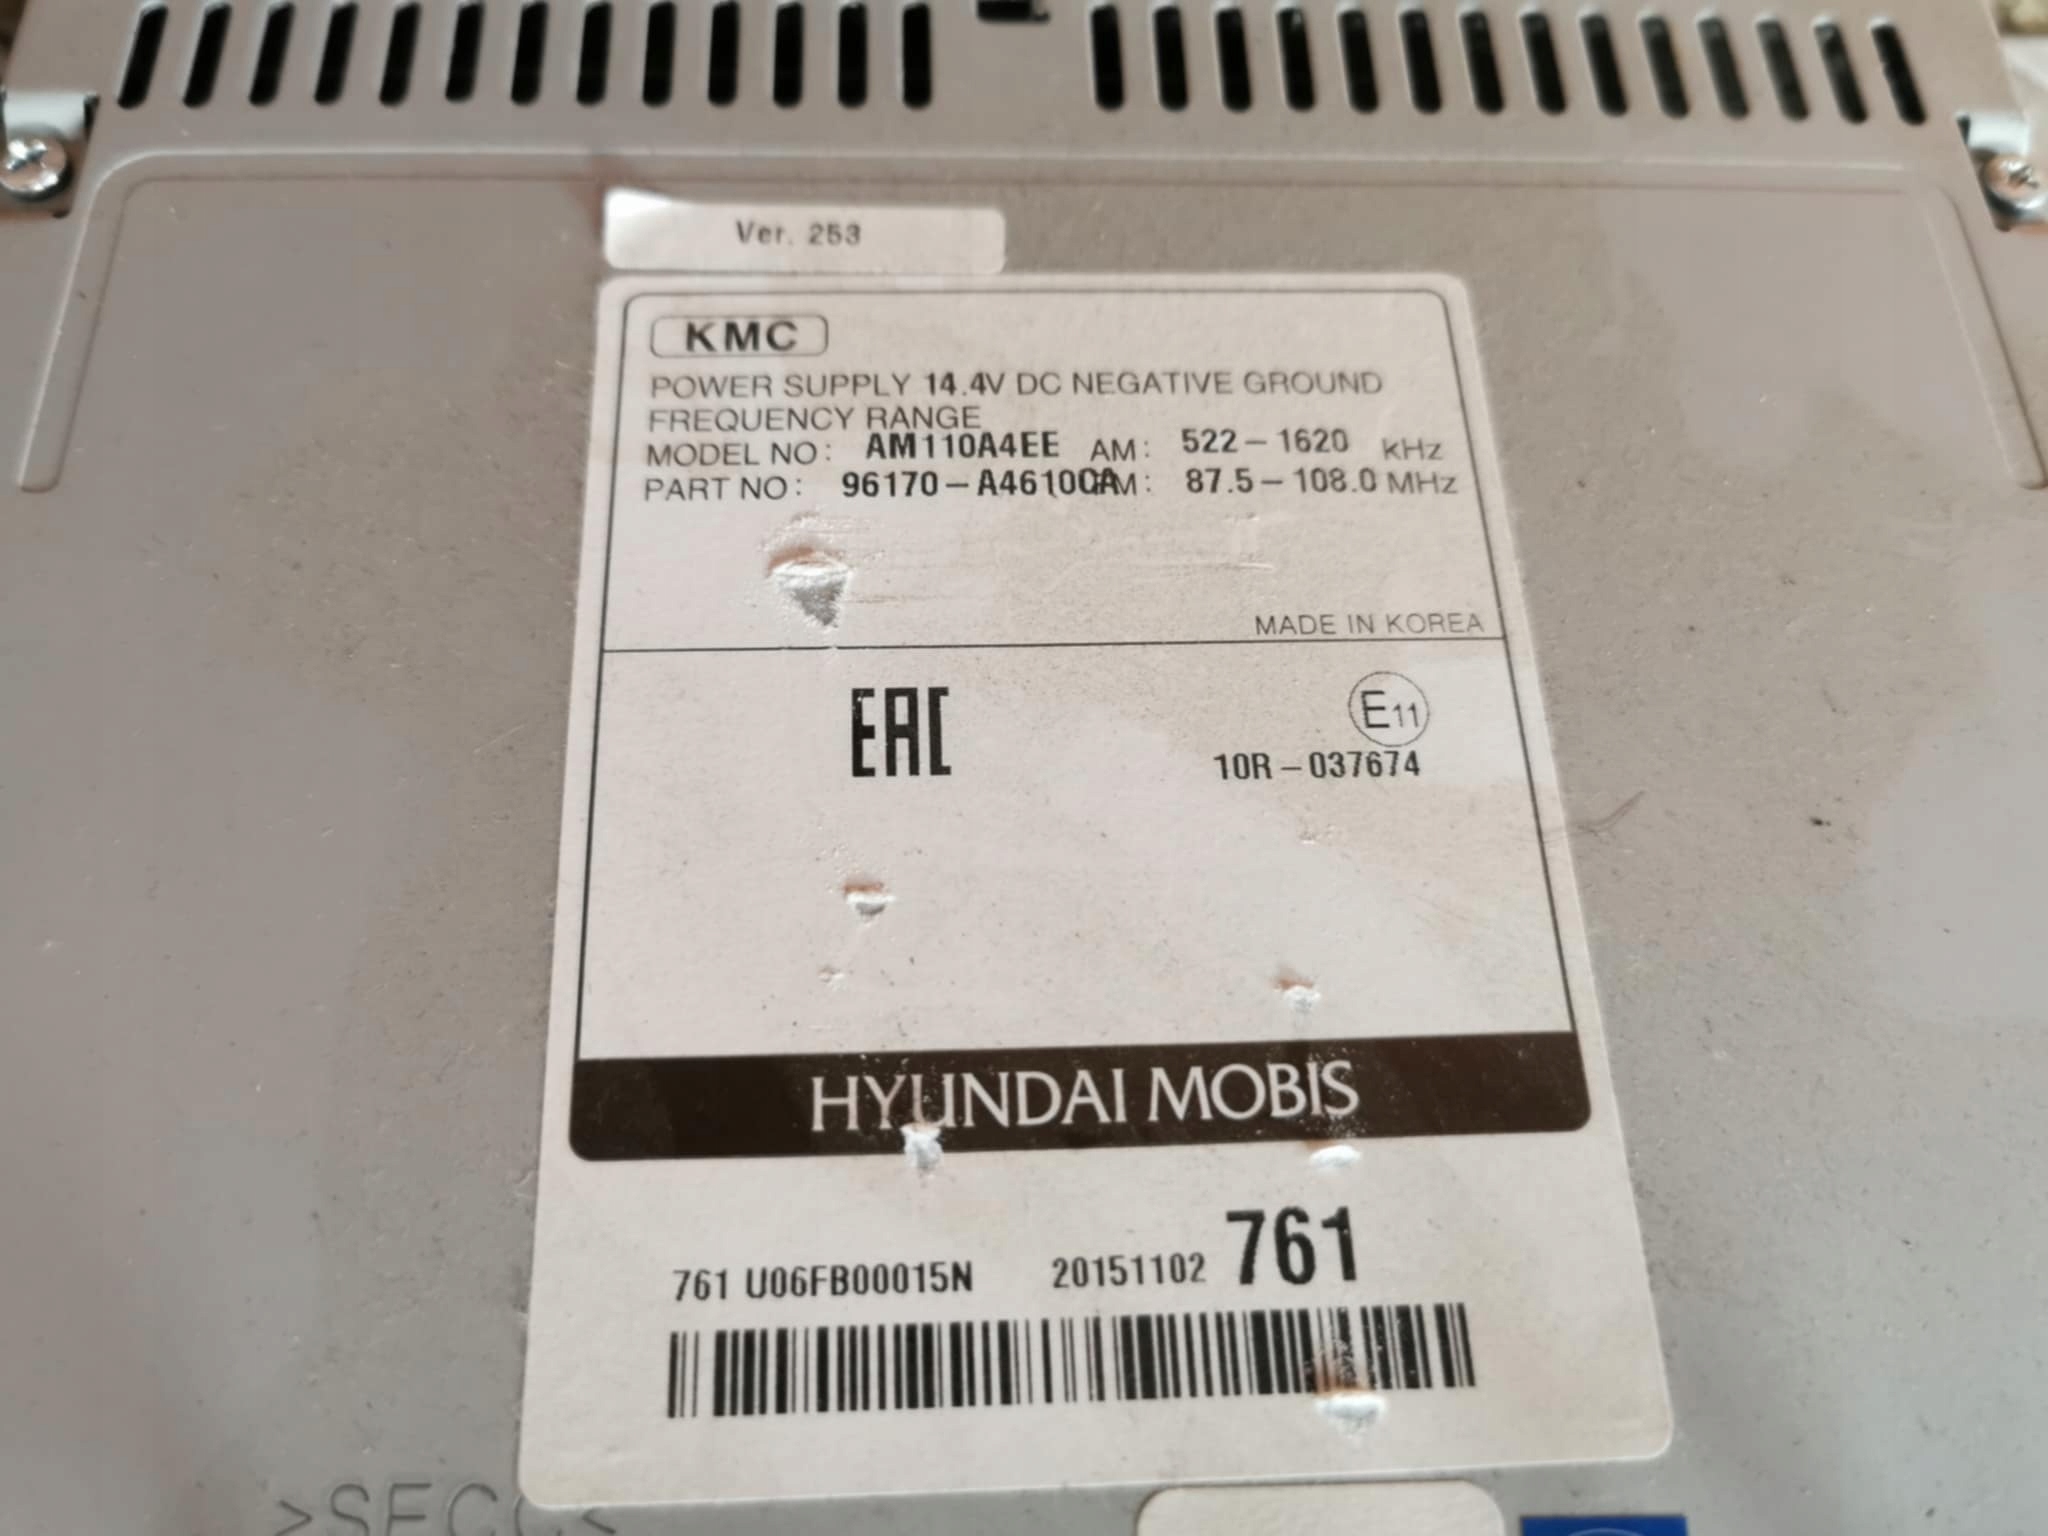 Ver. 253
KMC
POWER SUPPLY 14.4V DC NEGATIVE GROUND
FREQUENCY RANGE
MODEL NO: AM110A4EE AM: 522-1620 kHz
PART NO: 96170-A4610CA FM: 87.5-108.0 MHz
MADE IN KOREA
EAC
E11
10R-037674
HYUNDAI MOBIS
761 U06FB00015N 20151102 761
>SECC<